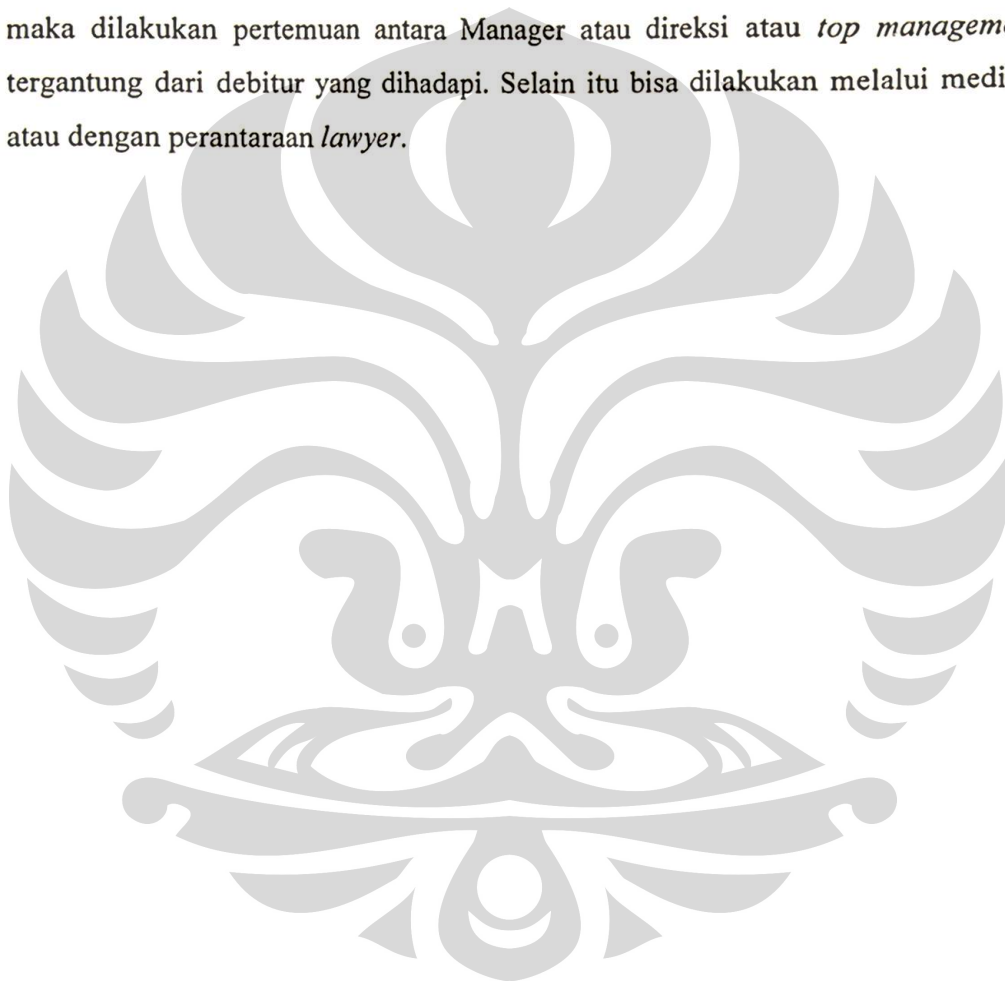 maka dilakukan pertemuan antara Manager atau direksi atau top managem
tergantung dari debitur yang dihadapi. Selain itu bisa dilakukan melalui medi
atau dengan perantaraan lawyer.